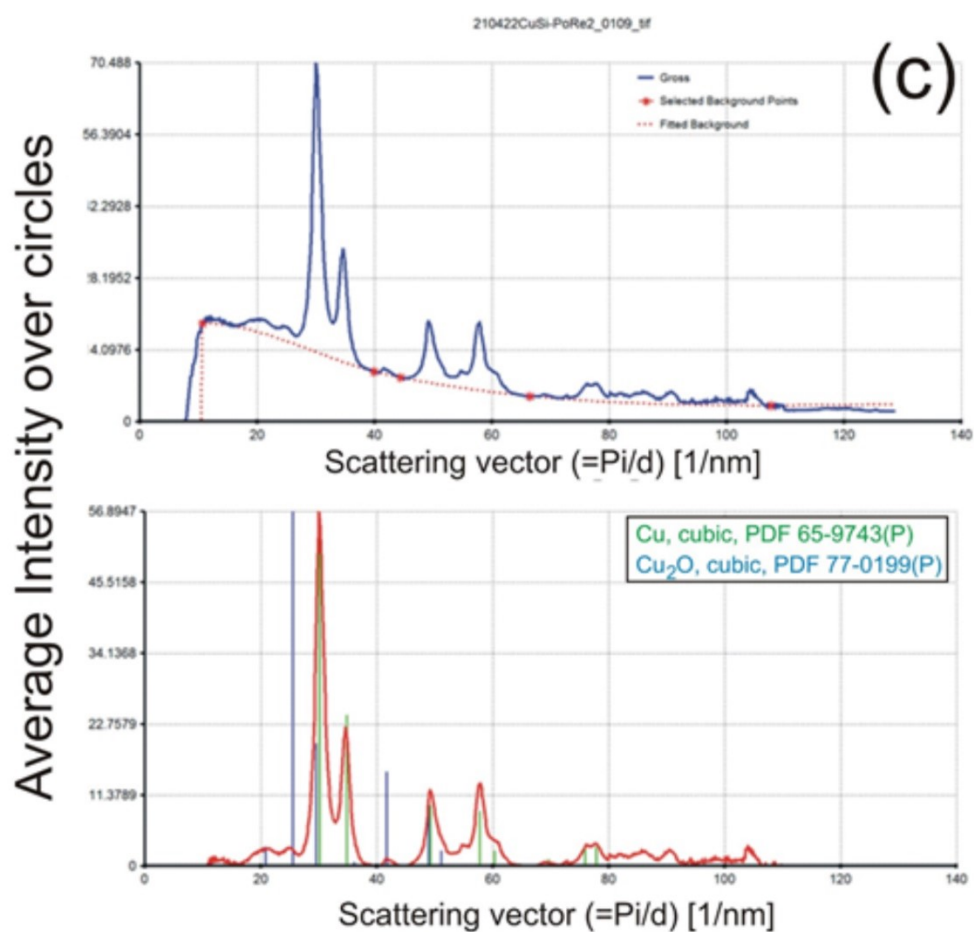 210422CuSi-PoRe2_0109_tif
(c)
Average Intensity over circles
70.488
56.3904
2.2928
8.1952
4.0976
0
Gross
Selected Background Points
Fitted Background
0 20 40 60 80 100 120 140
Scattering vector (=Pi/d) [1/nm]
56.8947
45.5158
34.1368
22.7579
11.3789
0
Cu, cubic, PDF 65-9743(P)
Cu₂O, cubic, PDF 77-0199(P)
0 20 40 60 80 100 120 140
Scattering vector (=Pi/d) [1/nm]